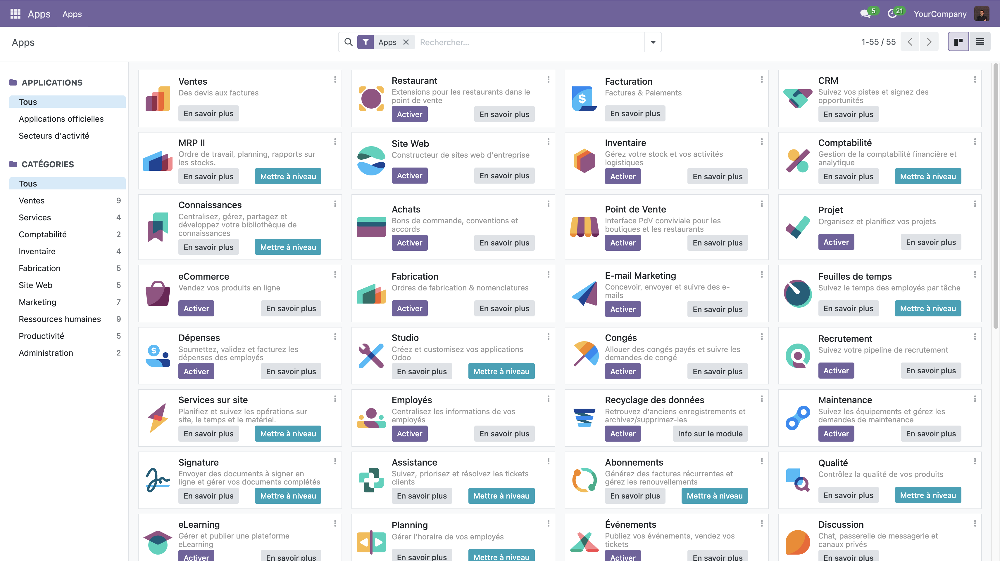 Apps
Apps
5
21
YourCompany
Apps
Apps
Rechercher...
1-55 / 55
APPLICATIONS
Tous
Applications officielles
Secteurs d'activité
CATÉGORIES
Tous
Ventes 9
Services 4
Comptabilité 2
Inventaire 4
Fabrication 5
Site Web 5
Marketing 7
Ressources humaines 9
Productivité 5
Administration 2
Ventes
Des devis aux factures
En savoir plus
Restaurant
Extensions pour les restaurants dans le
point de vente
Activer
En savoir plus
Facturation
Factures & Paiements
En savoir plus
CRM
Suivez vos pistes et signez des
opportunités
En savoir plus
MRP II
Ordre de travail, planning, rapports sur
les stocks.
En savoir plus
Mettre à niveau
Site Web
Constructeur de sites web d'entreprise
Activer
En savoir plus
Inventaire
Gérez votre stock et vos activités
logistiques
Activer
En savoir plus
Comptabilité
Gestion de la comptabilité financière et
analytique
En savoir plus
Mettre à niveau
Connaissances
Centralisez, gérez, partagez et
développez votre bibliothèque de
connaissances
En savoir plus
Mettre à niveau
Achats
Bons de commande, conventions et
accords
Activer
En savoir plus
Point de Vente
Interface PdV conviviale pour les
boutiques et les restaurants
Activer
En savoir plus
Projet
Organisez et planifiez vos projets
Activer
En savoir plus
eCommerce
Vendez vos produits en ligne
Activer
En savoir plus
Fabrication
Ordres de fabrication & nomenclatures
Activer
En savoir plus
E-mail Marketing
Concevoir, envoyer et suivre des e-
mails
Activer
En savoir plus
Feuilles de temps
Suivez le temps des employés par tâche
En savoir plus
Mettre à niveau
Dépenses
Soumettez, validez et facturez les
dépenses des employés
Activer
En savoir plus
Studio
Créez et customisez vos applications
Odoo
En savoir plus
Mettre à niveau
Congés
Allouer des congés payés et suivre les
demandes de congé
Activer
En savoir plus
Recrutement
Suivez votre pipeline de recrutement
Activer
En savoir plus
Services sur site
Planifiez et suivez les opérations sur
site, le temps et le matériel.
En savoir plus
Mettre à niveau
Employés
Centralisez les informations de vos
employés
Activer
En savoir plus
Recyclage des données
Retrouvez d'anciens enregistrements et
archivez/supprimez-les
Activer
Info sur le module
Maintenance
Suivez les équipements et gérez les
demandes de maintenance
Activer
En savoir plus
Signature
Envoyer des documents à signer en
ligne et gérer vos documents complétés
En savoir plus
Mettre à niveau
Assistance
Suivez, priorisez et résolvez les tickets
clients
En savoir plus
Mettre à niveau
Abonnements
Générez des factures récurrentes et
gérez les renouvellements
En savoir plus
Mettre à niveau
Qualité
Contrôlez la qualité de vos produits
En savoir plus
Mettre à niveau
eLearning
Gérer et publier une plateforme
eLearning
Activer
En savoir plus
Planning
Gérer l'horaire de vos employés
En savoir plus
Mettre à niveau
Événements
Publiez vos événements, vendez vos
tickets
Activer
En savoir plus
Discussion
Chat, passerelle de messagerie et
canaux privés
En savoir plus